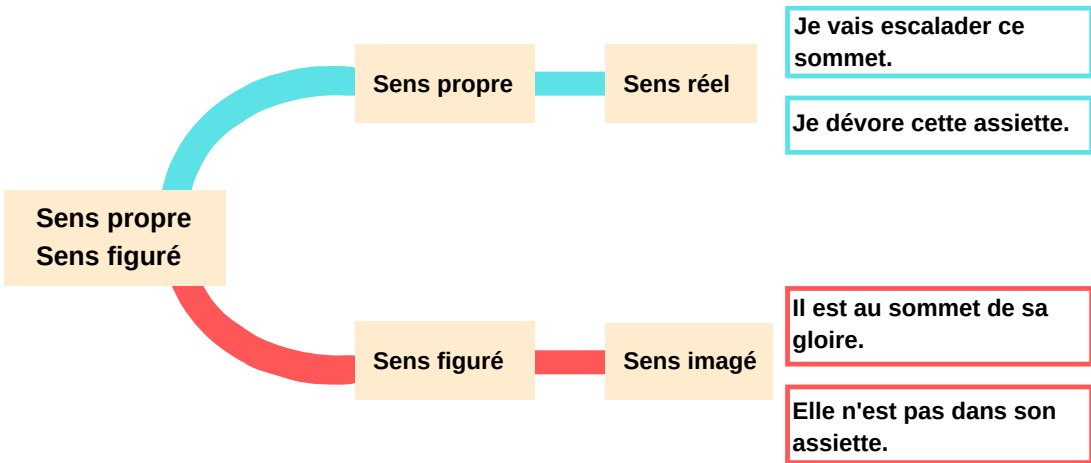 Sens propre
Sens figuré
Sens propre
Sens réel
Je vais escalader ce
sommet.
Je dévore cette assiette.
Sens figuré
Sens imagé
Il est au sommet de sa
gloire.
Elle n'est pas dans son
assiette.